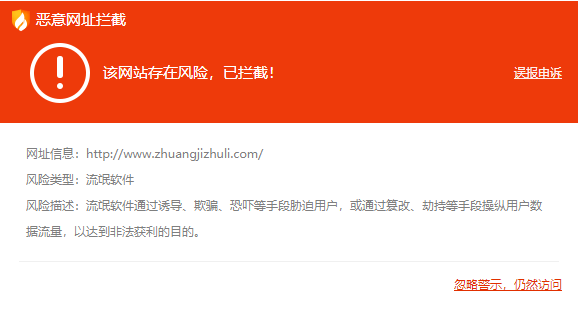 恶意网址拦截
该网站存在风险，已拦截！
误报申诉
网址信息：http://www.zhuangjizhuli.com/
风险类型：流氓软件
风险描述：流氓软件通过诱导、欺骗、恐吓等手段胁迫用户，或通过篡改、劫持等手段操纵用户数
据流量，以达到非法获利的目的。
忽略警示，仍然访问